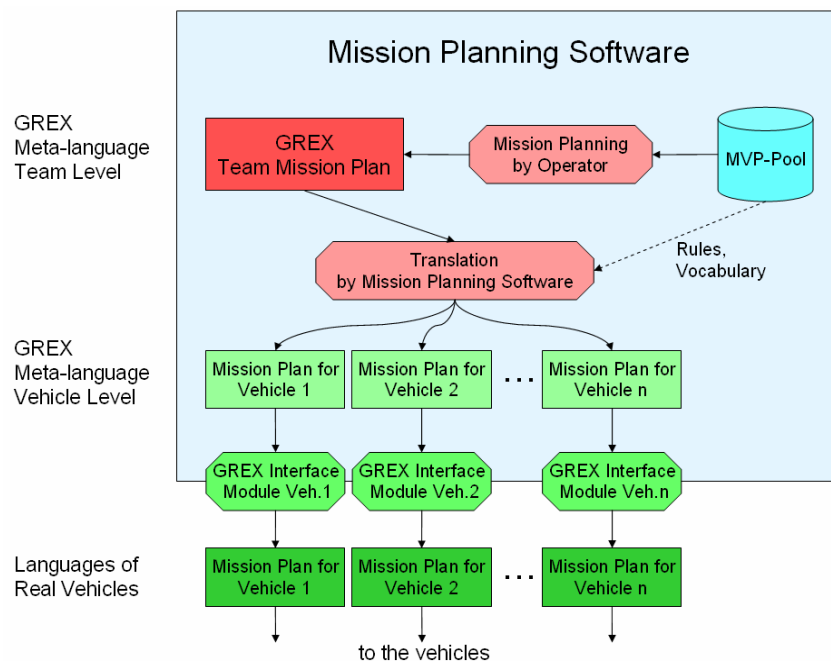 Mission Planning Software
GREX
Meta-language
Team Level
GREX
Team Mission Plan
Mission Planning
by Operator
MVP-Pool
Translation
by Mission Planning Software
Rules,
Vocabulary
GREX
Meta-language
Vehicle Level
Mission Plan for
Vehicle 1
Mission Plan for
Vehicle 2
...
Mission Plan for
Vehicle n
GREX Interface
Module Veh.1
GREX Interface
Module Veh.2
GREX Interface
Module Veh.n
Languages of
Real Vehicles
Mission Plan for
Vehicle 1
Mission Plan for
Vehicle 2
...
Mission Plan for
Vehicle n
to the vehicles